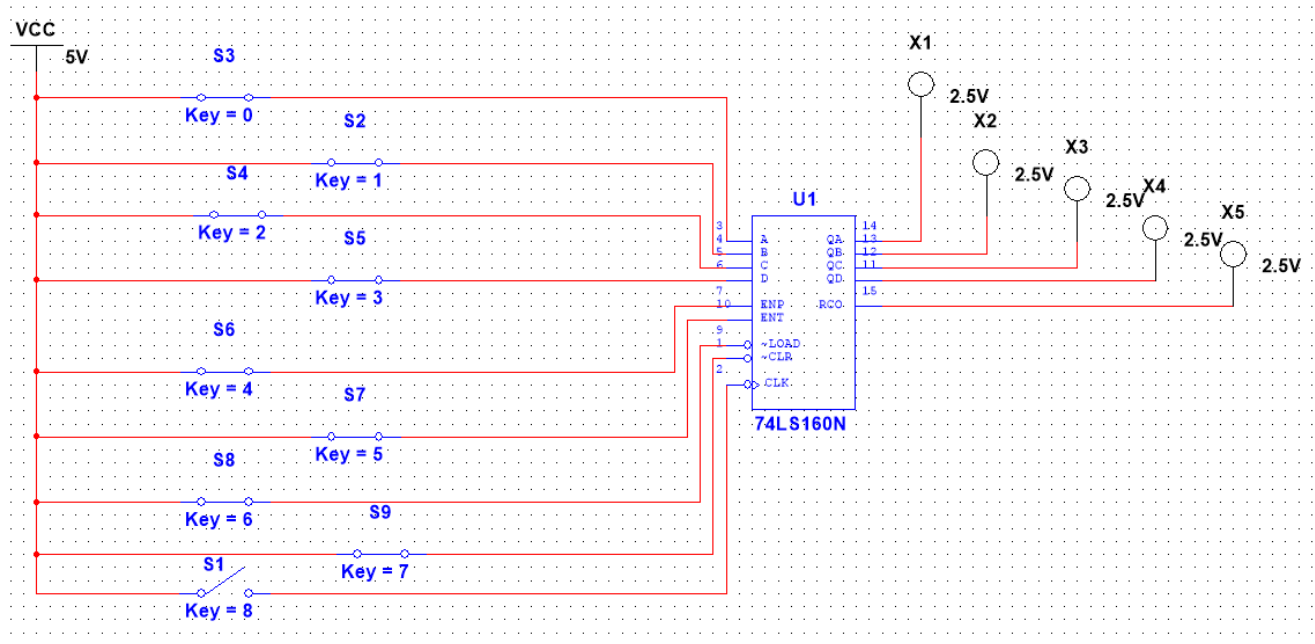 VCC
5V
S3
Key = 0
S2
Key = 1
S4
Key = 2
S5
Key = 3
S6
Key = 4
S7
Key = 5
S8
Key = 6
S9
Key = 7
S1
Key = 8
X1
2.5V
X2
2.5V
X3
2.5V
X4
2.5V
X5
2.5V
U1
3
4
5
6
7
10
9
1
2
A
B
C
D
ENP
ENT
~LOAD
~CLR
CLK
QA
QB
QC
QD
RCO
14
13
12
11
15
74LS160N